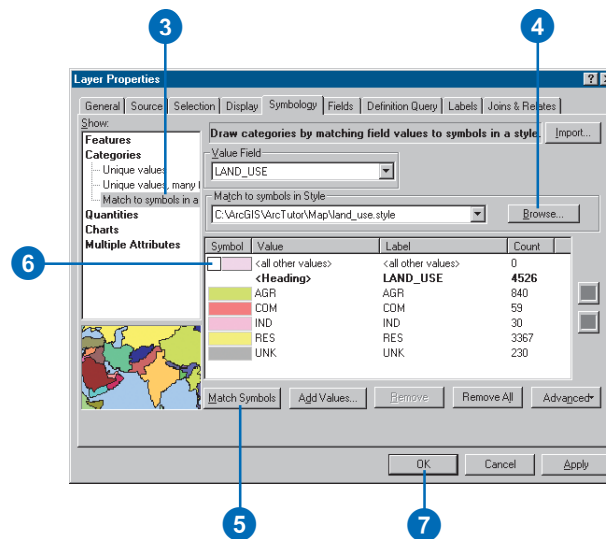 3
4
Layer Properties
General Source Selection Display Symbology Fields Definition Query Labels Joins & Relates
Show:
Features
Categories
Unique values
Unique values, many f
Match to symbols in a
Quantities
Charts
Multiple Attributes
Draw categories by matching field values to symbols in a style.
Import...
Value Field
LAND_USE
Match to symbols in Style
C:\ArcGIS\ArcTutor\Map\land_use.style
Browse...
6
Symbol Value Label Count
<all other values> <all other values> 0
<Heading> LAND_USE 4526
AGR AGR 840
COM COM 59
IND IND 30
RES RES 3367
UNK UNK 230
Match Symbols Add Values... Remove Remove All Advanced
OK Cancel Apply
5
7